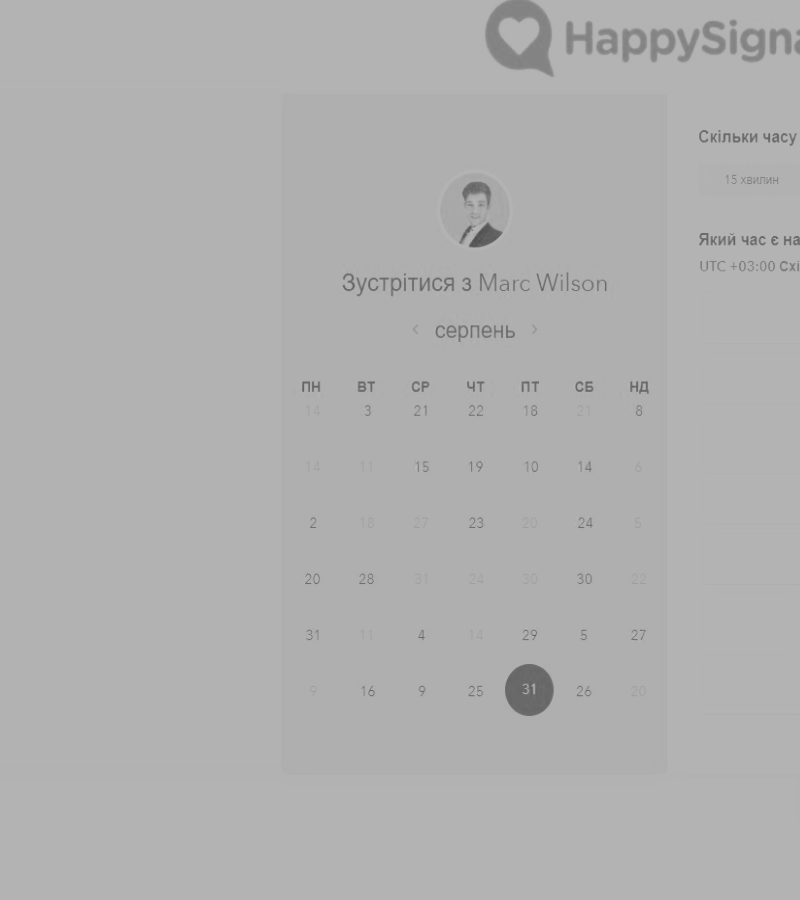 HappySigna
Зустрітися з Marc Wilson
‹ серпень ›
ПН ВТ СР ЧТ ПТ СБ НД
14 3 21 22 18 21 8
14 11 15 19 10 14 6
2 18 27 23 20 24 5
20 28 31 24 30 30 22
31 11 4 14 29 5 27
9 16 9 25 31 26 20
Скільки часу
15 хвилин
Який час є на
UTC +03:00 Схі